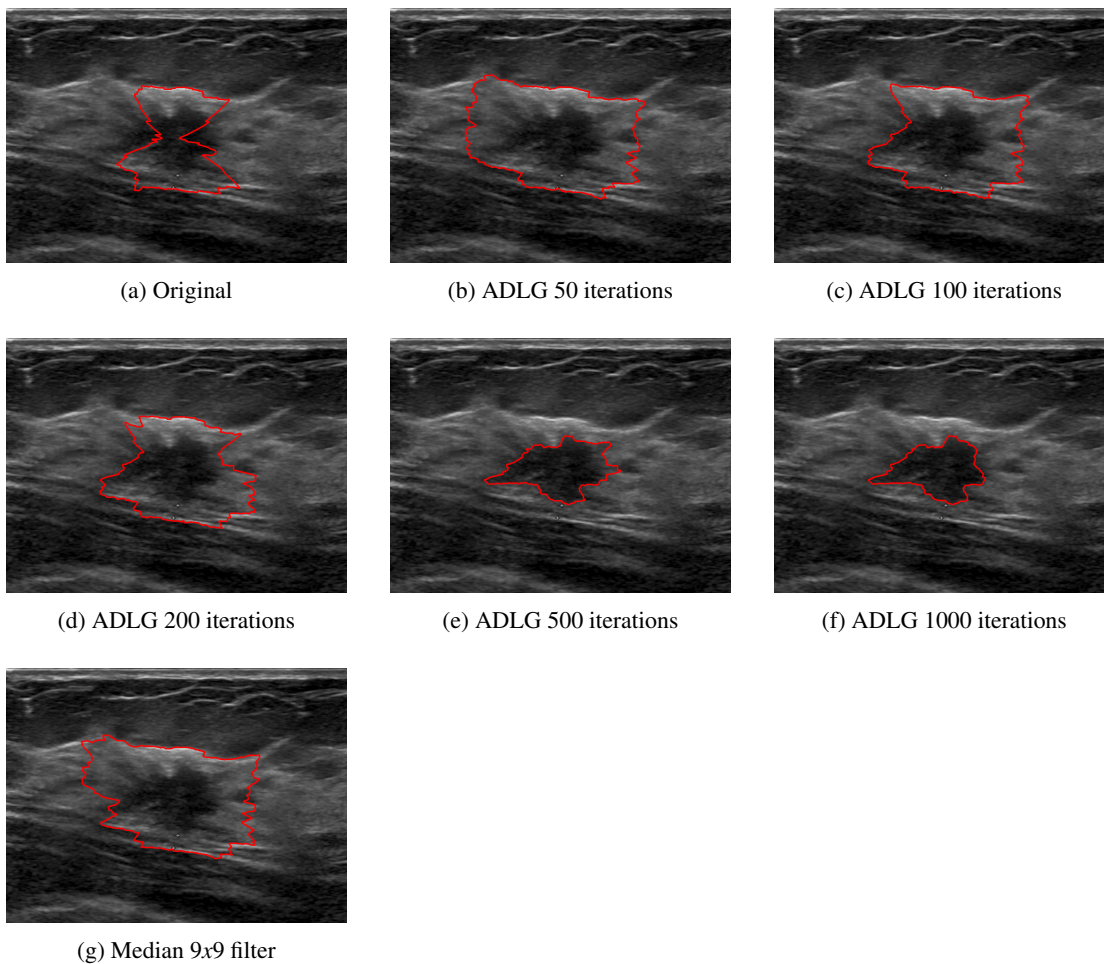 (a) Original
(b) ADLG 50 iterations
(c) ADLG 100 iterations
(d) ADLG 200 iterations
(e) ADLG 500 iterations
(f) ADLG 1000 iterations
(g) Median 9x9 filter